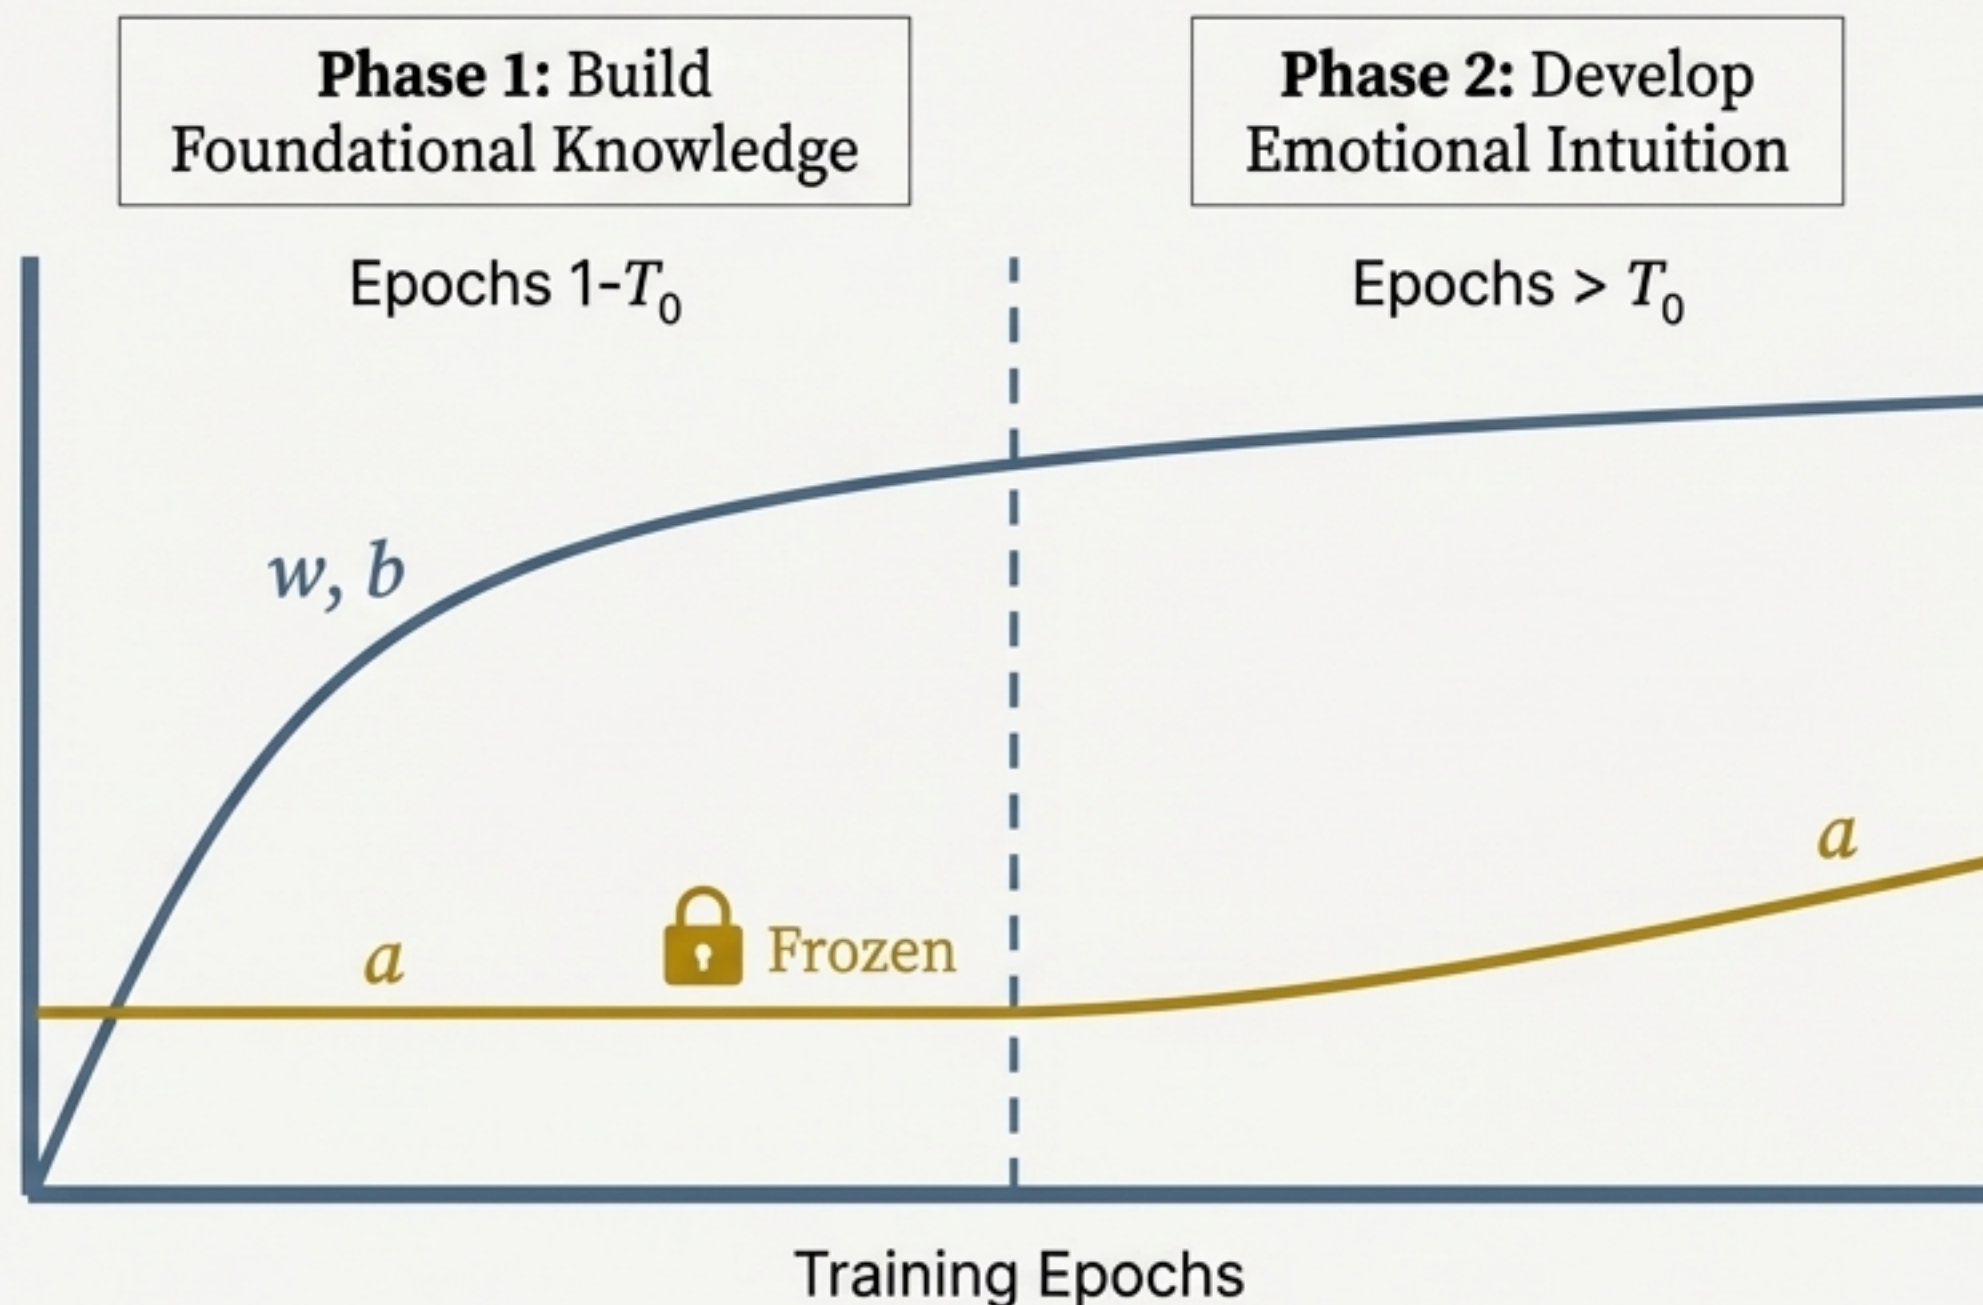 Phase 1: Build
Foundational Knowledge
Phase 2: Develop
Emotional Intuition
Epochs 1-T₀
Epochs > T₀
w, b
a
a
Frozen
Training Epochs